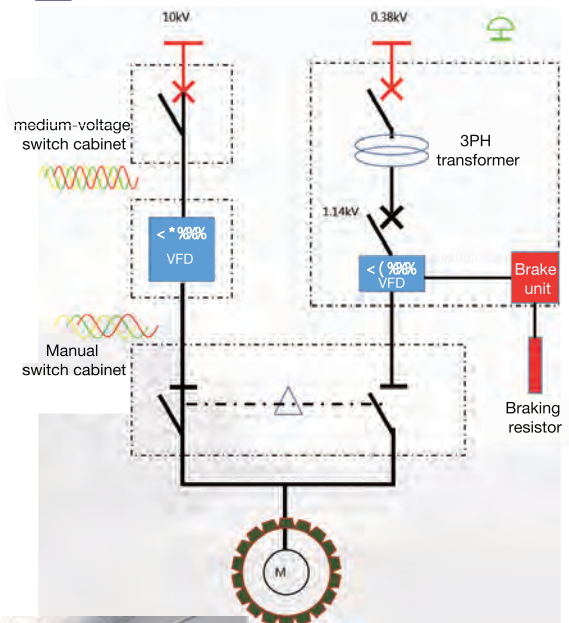 10kV
0.38kV
medium-voltage
switch cabinet
3PH
transformer
1.14kV
<*%%%
VFD
<(%%%
VFD
Brake
unit
Manual
switch cabinet
Braking
resistor
M